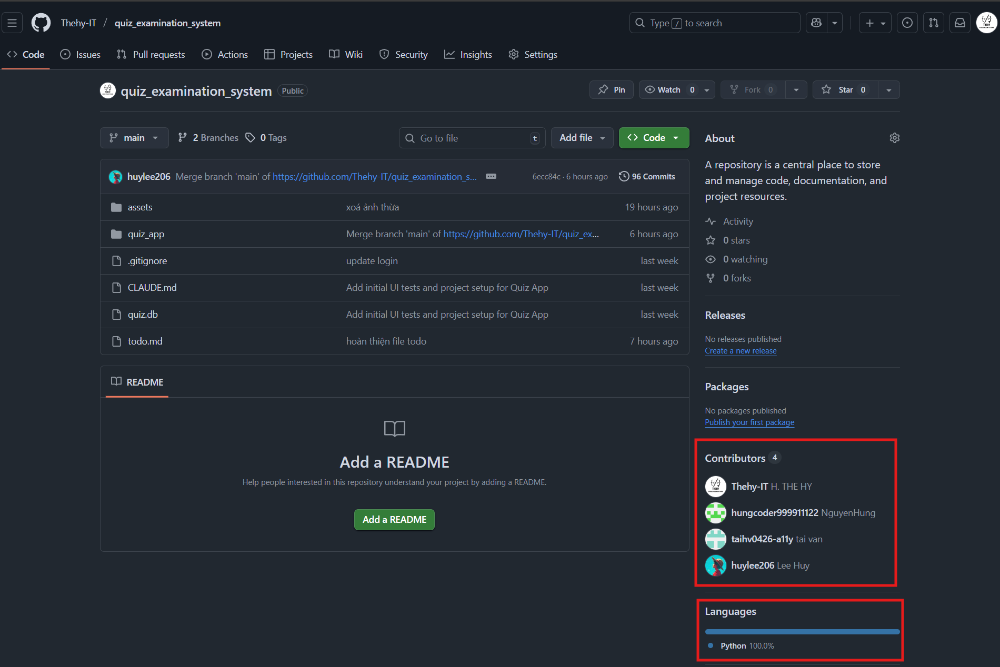 Thehy-IT / quiz_examination_system
Type / to search
Code Issues Pull requests Actions Projects Wiki Security Insights Settings
quiz_examination_system Public
Pin Watch 0 Fork 0 Star 0
main 2 Branches 0 Tags Go to file t Add file Code
huylee206 Merge branch 'main' of https://github.com/Thehy-IT/quiz_examination_s... 6ecc84c · 6 hours ago 96 Commits
assets xoá ảnh thừa 19 hours ago
quiz_app Merge branch 'main' of https://github.com/Thehy-IT/quiz_ex... 6 hours ago
.gitignore update login last week
CLAUDE.md Add initial UI tests and project setup for Quiz App last week
quiz.db Add initial UI tests and project setup for Quiz App last week
todo.md hoàn thiện file todo 7 hours ago
README
Add a README
Help people interested in this repository understand your project by adding a README.
Add a README
About
A repository is a central place to store
and manage code, documentation, and
project resources.
Activity
0 stars
0 watching
0 forks
Releases
No releases published
Create a new release
Packages
No packages published
Publish your first package
Contributors 4
Thehy-IT H. THE HY
hungcoder999911122 NguyenHung
taihv0426-a11y tai van
huylee206 Lee Huy
Languages
Python 100.0%